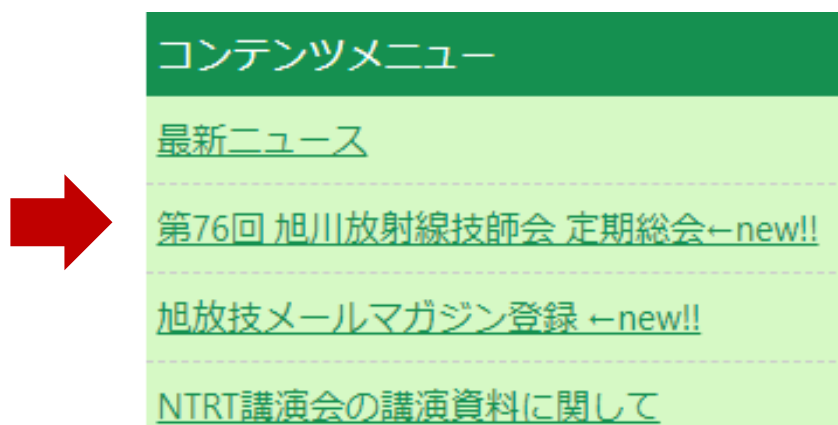 コンテンツメニュー
最新ニュース
第76回 旭川放射線技師会 定期総会←new!!
旭放技メールマガジン登録 ←new!!
NTRT講演会の講演資料に関して